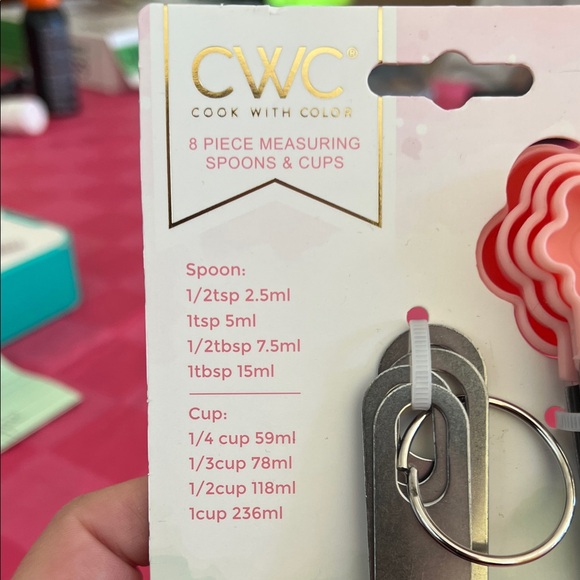 CWC®
COOK WITH COLOR
8 PIECE MEASURING
SPOONS & CUPS
Spoon:
1/2tsp 2.5ml
1tsp 5ml
1/2tbsp 7.5ml
1tbsp 15ml
Cup:
1/4 cup 59ml
1/3cup 78ml
1/2cup 118ml
1cup 236ml